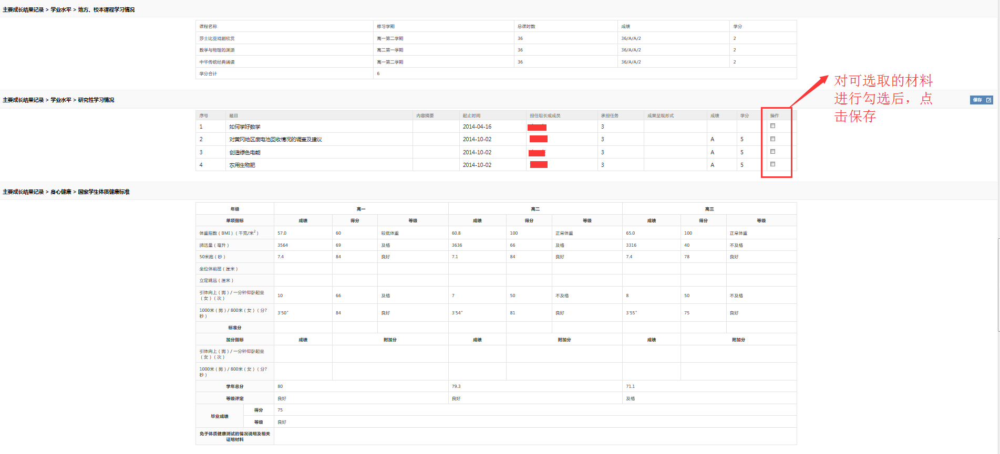 主要成长结果记录 > 学业水平 > 地方、校本课程学习情况
课程名称 修习学期 总课时数 成绩 学分
莎士比亚戏剧欣赏 高一第二学期 36 36/A/A/2 2
数学与物理的渊源 高二第一学期 36 36/A/A/2 2
中华传统经典诵读 高一第二学期 36 36/A/A/2 2
学分合计 6
对可选取的材料
进行勾选后，点
击保存
主要成长结果记录 > 学业水平 > 研究性学习情况
保存
序号 题目 内容摘要 起止时间 担任组长或成员 承担任务 成果呈现形式 成绩 学分 操作
1 如何学好数学 2014-04-16 3
2 对黄冈地区废电池回收情况的调查及建议 2014-10-02 3 A 5
3 创造绿色电能 2014-10-02 3 A 5
4 农用生物肥 2014-10-02 3 A 5
主要成长结果记录 > 身心健康 > 国家学生体质健康标准
年级 高一 高二 高三
单项指标 成绩 得分 等级 成绩 得分 等级 成绩 得分 等级
体重指数（BMI）（千克/米²） 57.0 60 较低体重 60.8 100 正常体重 65.0 100 正常体重
肺活量（毫升） 3564 69 及格 3636 66 及格 3316 40 不及格
50米跑（秒） 7.4 84 良好 7.1 84 良好 7.4 78 良好
坐位体前屈（厘米）
立定跳远（厘米）
引体向上（男）/ 一分钟仰卧起坐
（女）（次） 10 66 及格 7 50 不及格 8 50 不及格
1000米（男）/ 800米（女）（分?
秒） 3'50" 84 良好 3'54" 81 良好 3'55" 75 良好
标准分
加分指标 成绩 附加分 成绩 附加分 成绩 附加分
引体向上（男）/ 一分钟仰卧起坐
（女）（次）
1000米（男）/ 800米（女）（分?
秒）
学年总分 80 79.3 71.1
等级评定 良好 良好 及格
毕业成绩 得分 75
等级 良好
免于体质健康测试的情况说明及相关
证明材料